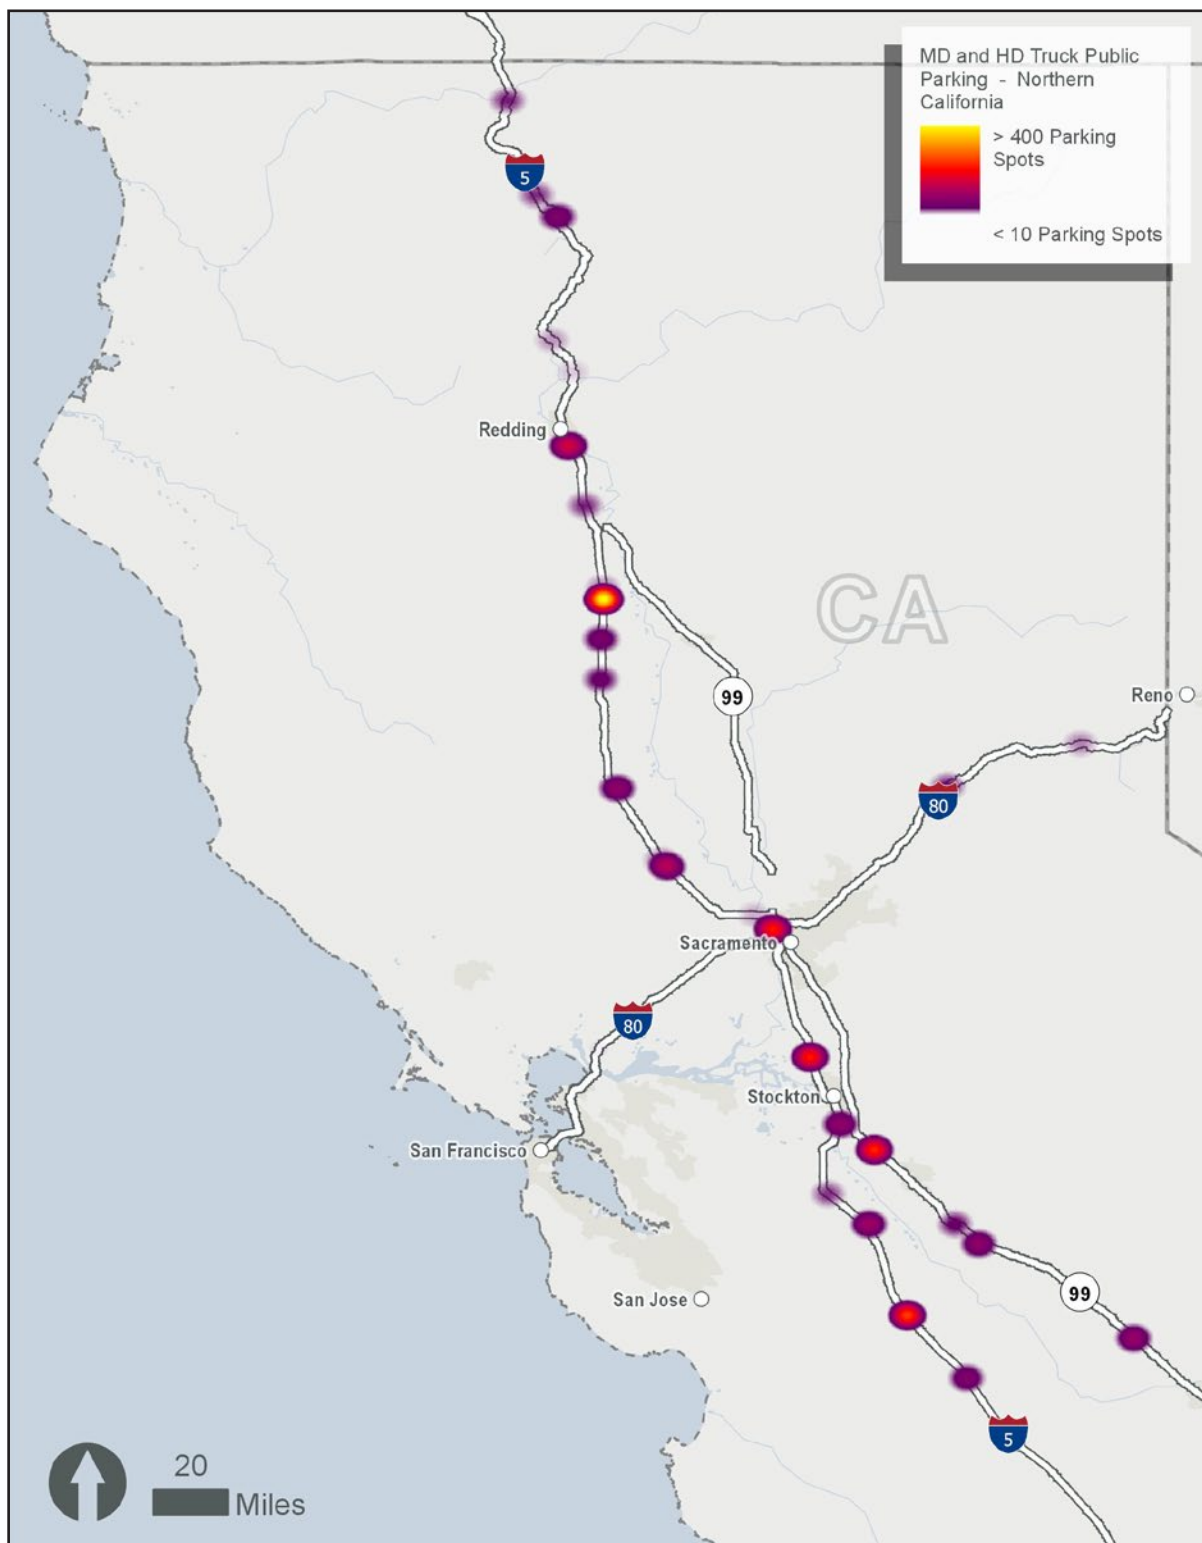 MD and HD Truck Public
Parking - Northern
California
> 400 Parking
Spots
< 10 Parking Spots
5
Redding
CA
99
Reno
80
Sacramento
80
Stockton
San Francisco
99
San Jose
5
20
Miles